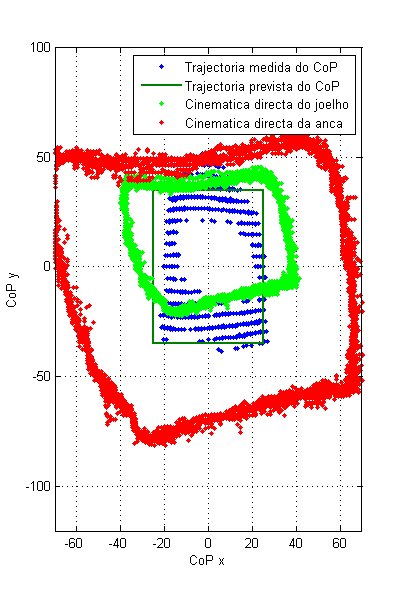 100
Trajectoria medida do CoP
Trajectoria prevista do CoP
Cinematica directa do joelho
Cinematica directa da anca
50
0
-50
-100
CoP y
-60 -40 -20 0 20 40 60
CoP x